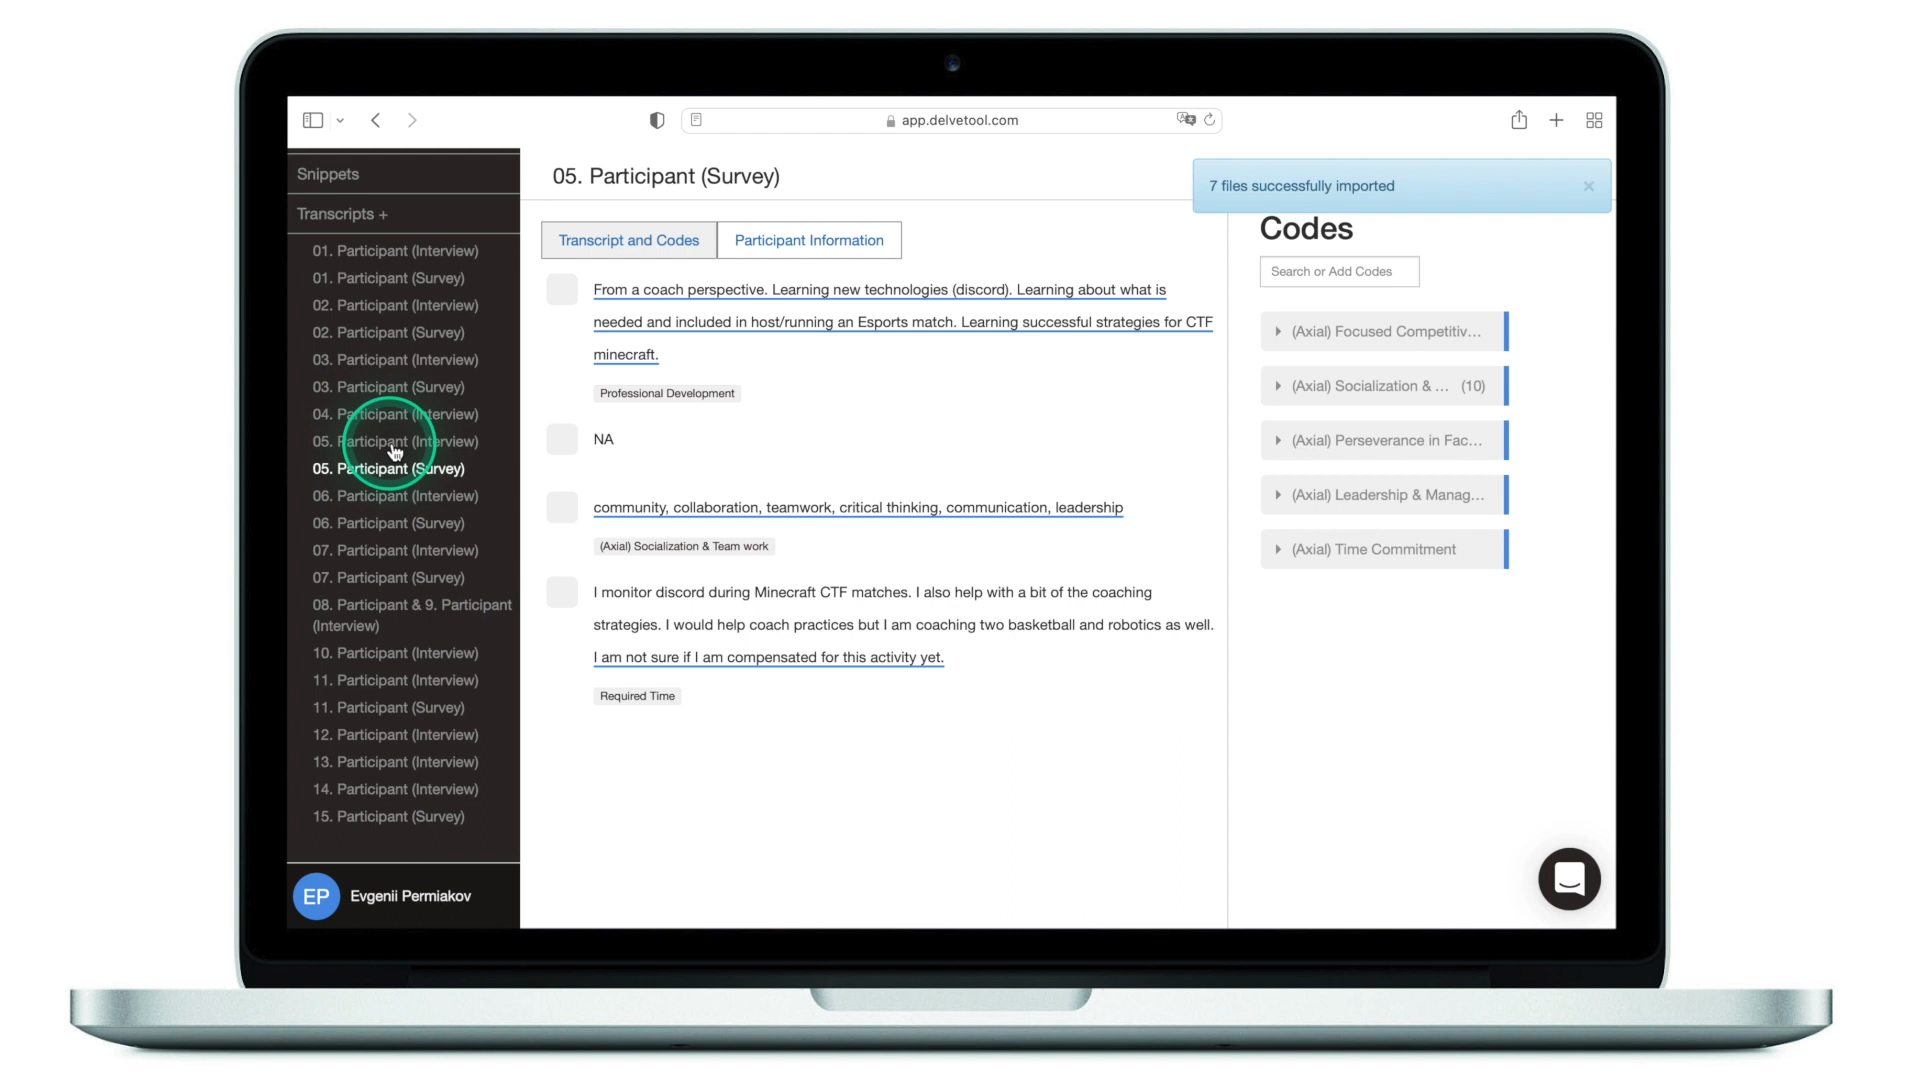 app.delvetool.com
Snippets
Transcripts +
01. Participant (Interview)
01. Participant (Survey)
02. Participant (Interview)
02. Participant (Survey)
03. Participant (Interview)
03. Participant (Survey)
04. Participant (Interview)
05. Participant (Interview)
05. Participant (Survey)
06. Participant (Interview)
06. Participant (Survey)
07. Participant (Interview)
07. Participant (Survey)
08. Participant & 9. Participant
(Interview)
10. Participant (Interview)
11. Participant (Interview)
11. Participant (Survey)
12. Participant (Interview)
13. Participant (Interview)
14. Participant (Interview)
15. Participant (Survey)
EP Evgenii Permiakov
05. Participant (Survey)
7 files successfully imported ×
Transcript and Codes Participant Information
From a coach perspective. Learning new technologies (discord). Learning about what is
needed and included in host/running an Esports match. Learning successful strategies for CTF
minecraft.
Professional Development
NA
community, collaboration, teamwork, critical thinking, communication, leadership
(Axial) Socialization & Team work
I monitor discord during Minecraft CTF matches. I also help with a bit of the coaching
strategies. I would help coach practices but I am coaching two basketball and robotics as well.
I am not sure if I am compensated for this activity yet.
Required Time
Codes
Search or Add Codes
(Axial) Focused Competitiv...
(Axial) Socialization & ... (10)
(Axial) Perseverance in Fac...
(Axial) Leadership & Manag...
(Axial) Time Commitment